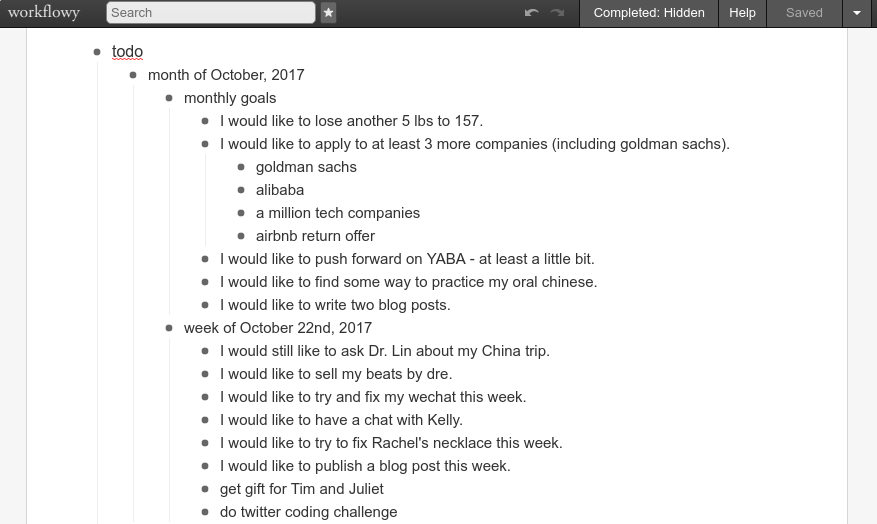 workflowy
Search
Completed: Hidden
Help
Saved
todo
month of October, 2017
monthly goals
I would like to lose another 5 lbs to 157.
I would like to apply to at least 3 more companies (including goldman sachs).
goldman sachs
alibaba
a million tech companies
airbnb return offer
I would like to push forward on YABA - at least a little bit.
I would like to find some way to practice my oral chinese.
I would like to write two blog posts.
week of October 22nd, 2017
I would still like to ask Dr. Lin about my China trip.
I would like to sell my beats by dre.
I would like to try and fix my wechat this week.
I would like to have a chat with Kelly.
I would like to try to fix Rachel's necklace this week.
I would like to publish a blog post this week.
get gift for Tim and Juliet
do twitter coding challenge